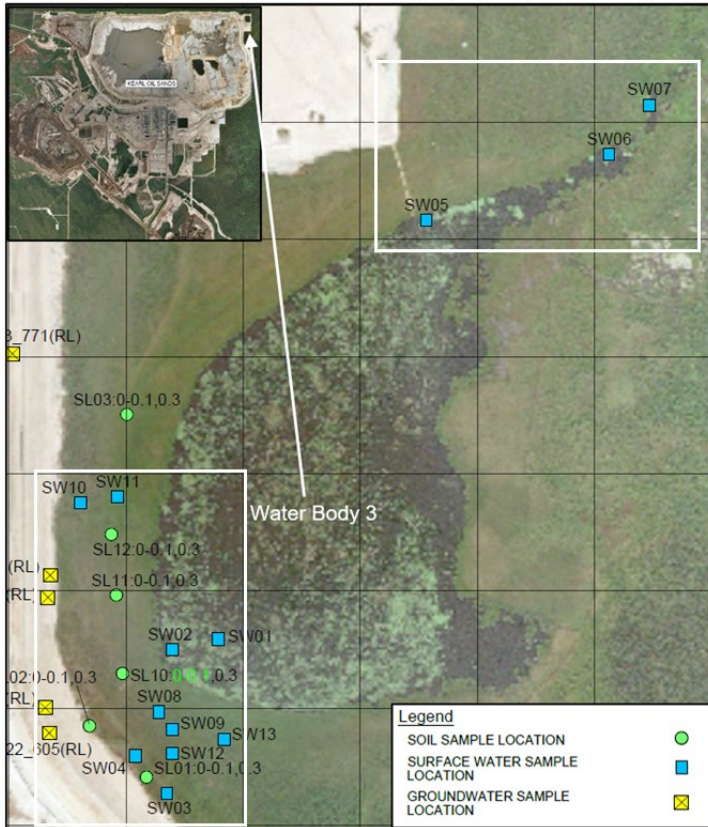 KEARL OIL SANDS
SW07
SW06
SW05
3_771(RL)
SL03:0-0.1,0.3
SW10
SW11
Water Body 3
SL12:0-0.1,0.3
(RL)
SL11:0-0.1,0.3
(RL)
SW02
SW01
02:0-0.1,0.3
SL10:0-0.1,0.3
(RL)
SW08
SW09
SW13
22_605(RL)
SW12
SW04
SL01:0-0.1,0.3
SW03
Legend
SOIL SAMPLE LOCATION
SURFACE WATER SAMPLE
LOCATION
GROUNDWATER SAMPLE
LOCATION